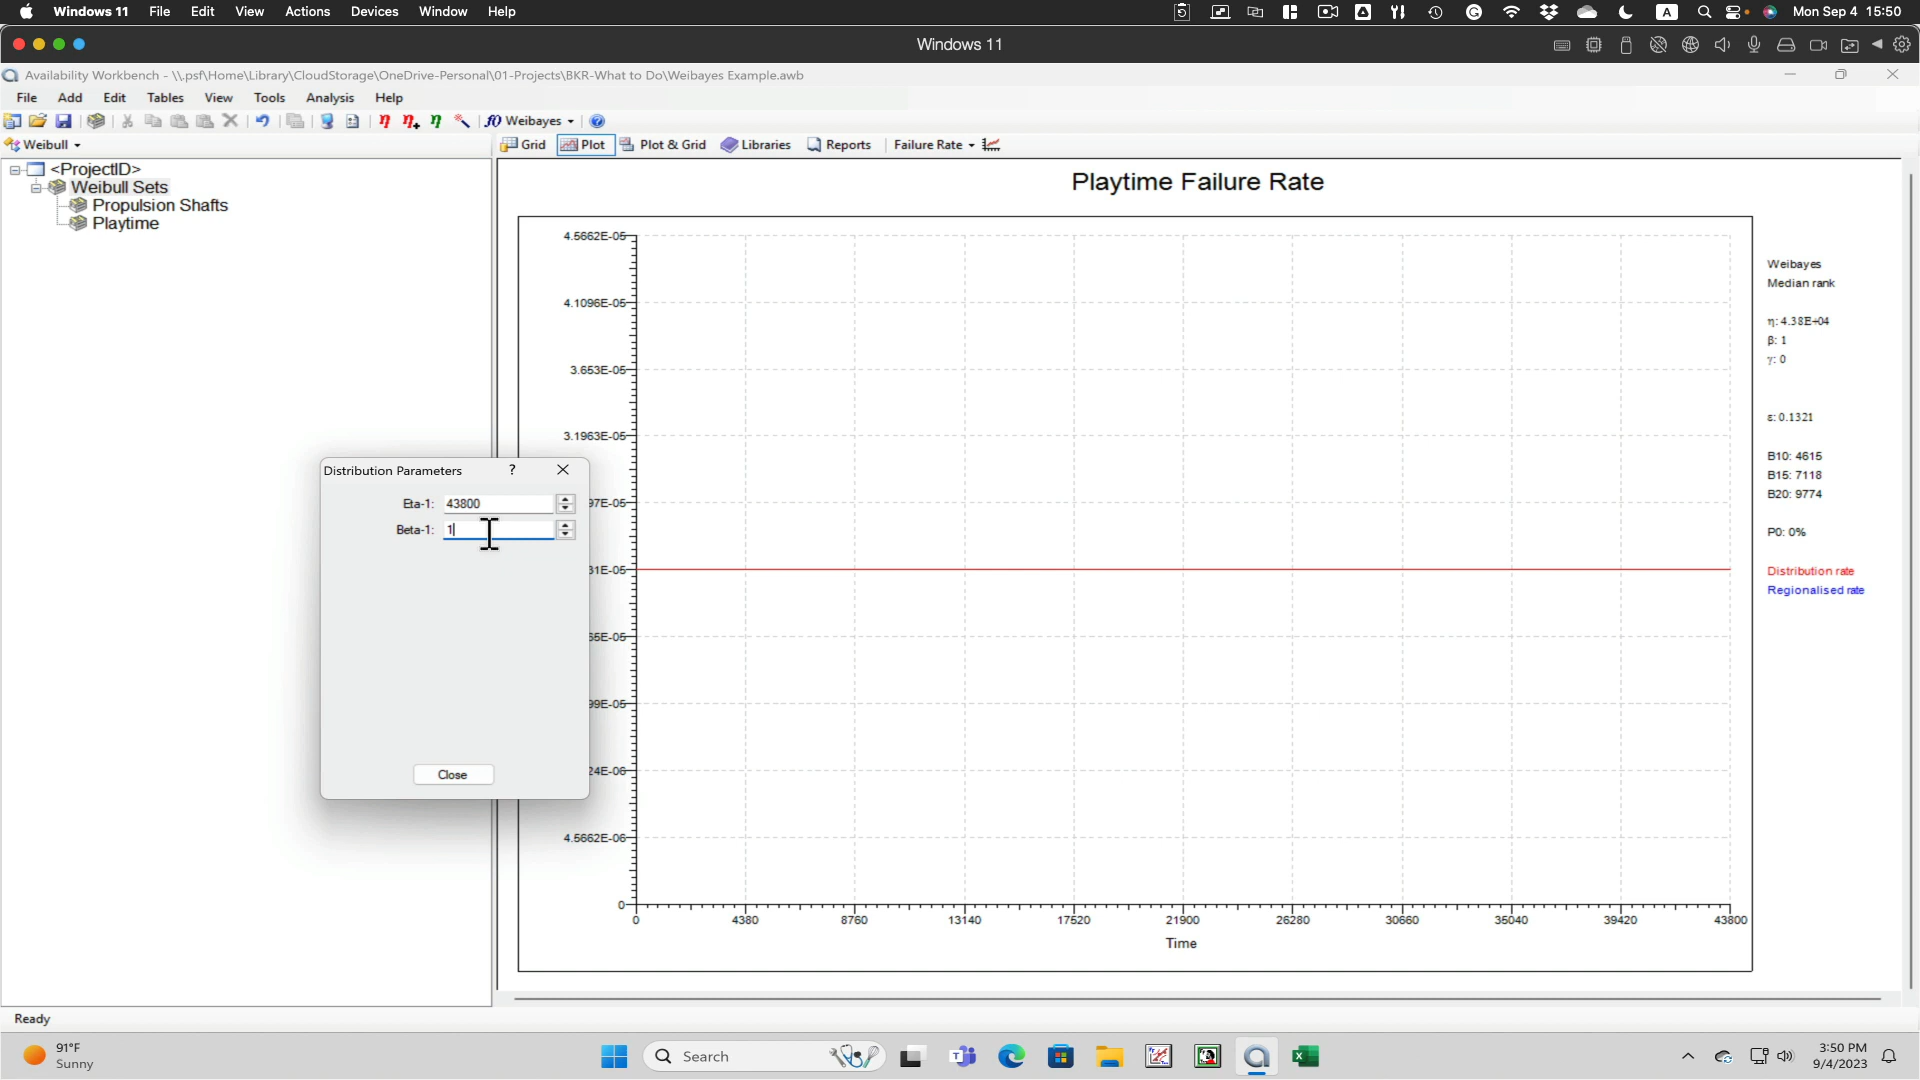 Windows 11 File Edit View Actions Devices Window Help A Mon Sep 4 15:50
Windows 11
Availability Workbench - \\.psf\Home\Library\CloudStorage\OneDrive-Personal\01-Projects\BKR-What to Do\Weibayes Example.awb
File Add Edit Tables View Tools Analysis Help
η η+ η f() Weibayes
Weibull
Grid Plot Plot & Grid Libraries Reports Failure Rate
<ProjectID>
Weibull Sets
Propulsion Shafts
Playtime
Playtime Failure Rate
4.5662E-05
4.1096E-05
3.653E-05
3.1963E-05
97E-05
31E-05
65E-05
99E-05
24E-06
4.5662E-06
0
0 4380 8760 13140 17520 21900 26280 30660 35040 39420 43800
Time
Weibayes
Median rank
η: 4.38E+04
β: 1
γ: 0
ε: 0.1321
B10: 4615
B15: 7118
B20: 9774
P0: 0%
Distribution rate
Regionalised rate
Distribution Parameters ?
Eta-1: 43800
Beta-1: 1
Close
Ready
91°F
Sunny
Search
3:50 PM
9/4/2023